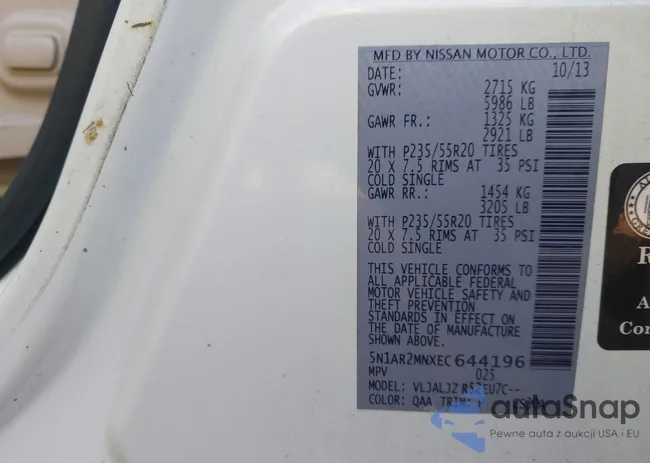 MFD BY NISSAN MOTOR CO., LTD.
DATE: 10/13
GVWR: 2715 KG
5986 LB
GAWR FR.: 1325 KG
2921 LB
WITH P235/55R20 TIRES
20 X 7.5 RIMS AT 35 PSI
COLD SINGLE
GAWR RR.: 1454 KG
3205 LB
WITH P235/55R20 TIRES
20 X 7.5 RIMS AT 35 PSI
COLD SINGLE
THIS VEHICLE CONFORMS TO
ALL APPLICABLE FEDERAL
MOTOR VEHICLE SAFETY AND
THEFT PREVENTION
STANDARDS IN EFFECT ON
THE DATE OF MANUFACTURE
SHOWN ABOVE.
5N1AR2MNXEC644196
MPV 02S
MODEL:
COLOR: QAA
R
A
Con
autoSnap
Pewne auta z aukcji USA i EU